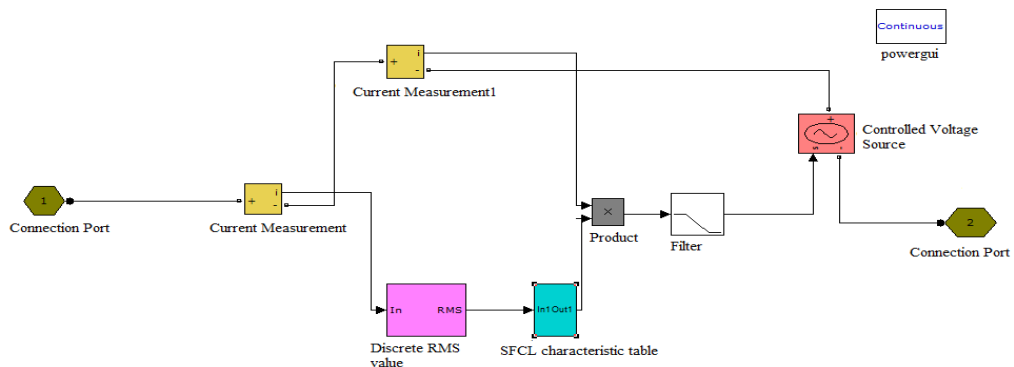 Continuous
powergui
i
+
-
Current Measurement1
+
Controlled Voltage
Source
s
-
1
Connection Port
i
+
-
Current Measurement
×
Product
Filter
2
Connection Port
In
RMS
Discrete RMS
value
In1
Out1
SFCL characteristic table